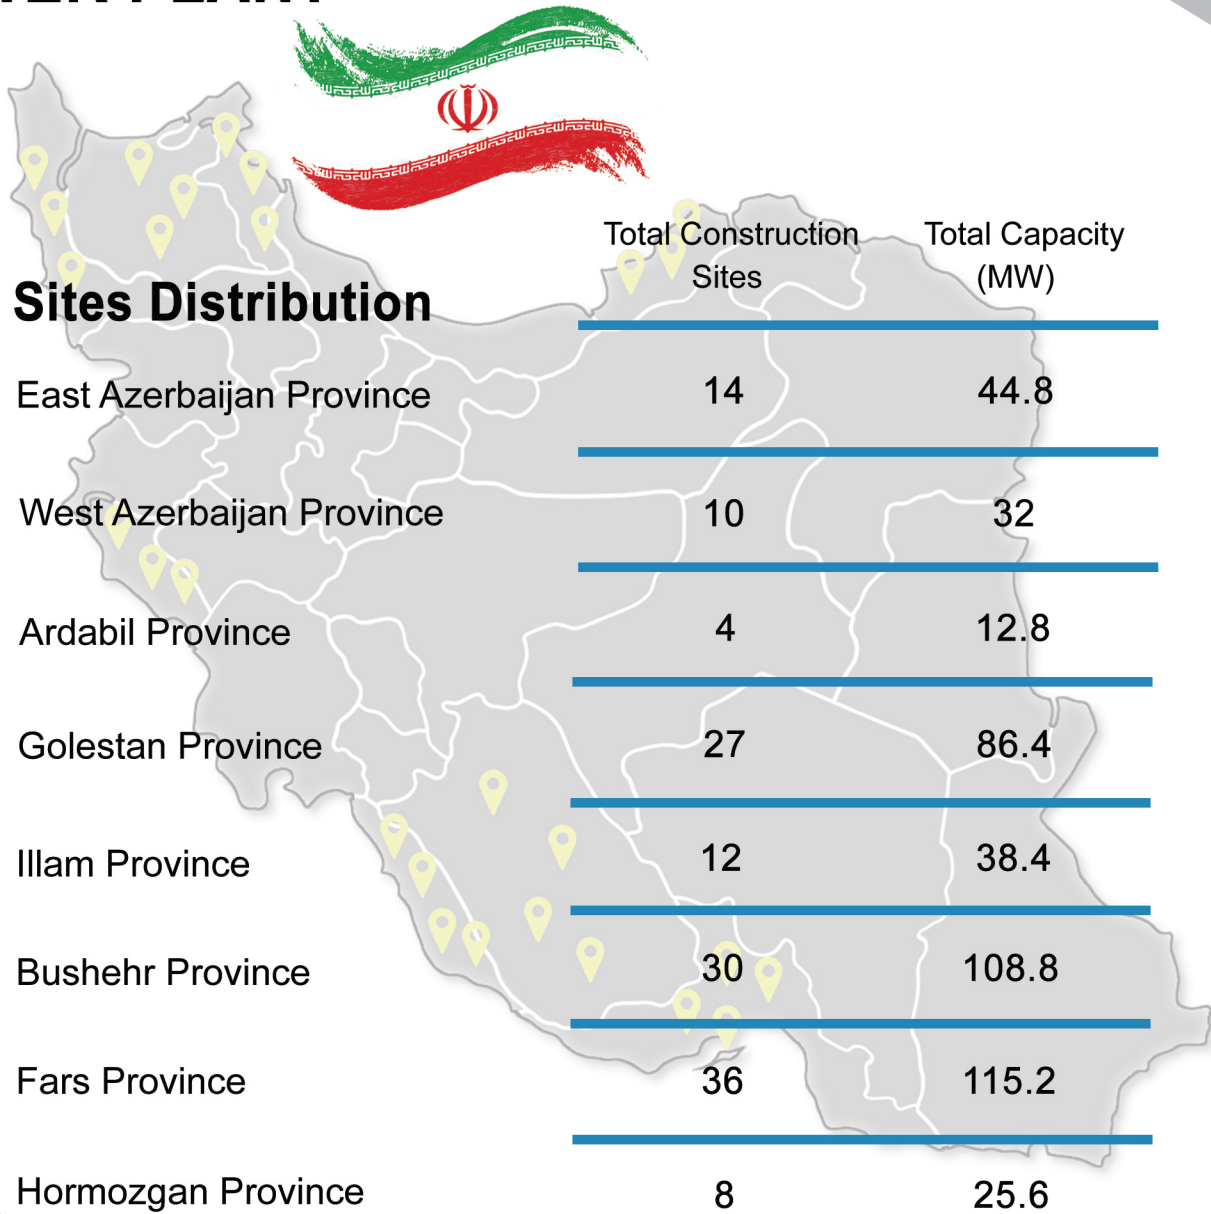 Total Construction Sites
Total Capacity (MW)
Sites Distribution
East Azerbaijan Province 14 44.8
West Azerbaijan Province 10 32
Ardabil Province 4 12.8
Golestan Province 27 86.4
Illam Province 12 38.4
Bushehr Province 30 108.8
Fars Province 36 115.2
Hormozgan Province 8 25.6